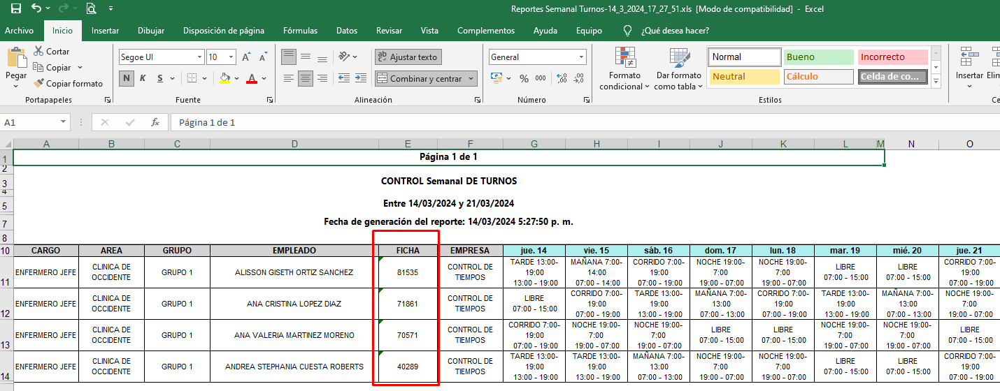 Reportes Semanal Turnos-14_3_2024_17_27_51.xls [Modo de compatibilidad] - Excel
Archivo Inicio Insertar Dibujar Disposición de página Fórmulas Datos Revisar Vista Complementos Ayuda Equipo ¿Qué desea hacer?
Pegar
Cortar
Copiar
Copiar formato
Portapapeles
Segoe UI 10
N K S
Fuente
Ajustar texto
Combinar y centrar
Alineación
General
% 000
Número
Formato condicional
Dar formato como tabla
Normal Bueno Incorrecto
Neutral Cálculo Celda de co...
Estilos
Insertar Elim
Ce
A1 fx Página 1 de 1
A B C D E F G H I J K L M N O
1 Página 1 de 1
2
3 CONTROL Semanal DE TURNOS
4
5 Entre 14/03/2024 y 21/03/2024
7 Fecha de generación del reporte: 14/03/2024 5:27:50 p. m.
8
10 CARGO AREA GRUPO EMPLEADO FICHA EMPRESA jue. 14 vie. 15 sáb. 16 dom. 17 lun. 18 mar. 19 mié. 20 jue. 21
11 ENFERMERO JEFE CLINICA DE OCCIDENTE GRUPO 1 ALISSON GISETH ORTIZ SANCHEZ 81535 CONTROL DE TIEMPOS TARDE 13:00-19:00 13:00 - 19:00 MAÑANA 7:00-14:00 07:00 - 14:00 CORRIDO 7:00-19:00 07:00 - 19:00 NOCHE 19:00-7:00 19:00 - 07:00 NOCHE 19:00-7:00 19:00 - 07:00 LIBRE 07:00 - 15:00 LIBRE 07:00 - 15:00 CORRIDO 7:00-19:00 07:00 - 19:00
12 ENFERMERO JEFE CLINICA DE OCCIDENTE GRUPO 1 ANA CRISTINA LOPEZ DIAZ 71861 CONTROL DE TIEMPOS LIBRE 07:00 - 15:00 CORRIDO 7:00-19:00 07:00 - 19:00 TARDE 13:00-19:00 13:00 - 19:00 MAÑANA 7:00-13:00 07:00 - 13:00 CORRIDO 7:00-19:00 07:00 - 19:00 TARDE 13:00-19:00 13:00 - 19:00 MAÑANA 7:00-13:00 07:00 - 13:00 NOCHE 19:00-7:00 19:00 - 07:00
13 ENFERMERO JEFE CLINICA DE OCCIDENTE GRUPO 1 ANA VALERIA MARTINEZ MORENO 70571 CONTROL DE TIEMPOS CORRIDO 7:00-19:00 07:00 - 19:00 NOCHE 19:00-7:00 19:00 - 07:00 NOCHE 19:00-7:00 19:00 - 07:00 LIBRE 07:00 - 15:00 LIBRE 07:00 - 15:00 NOCHE 19:00-7:00 19:00 - 07:00 NOCHE 19:00-7:00 19:00 - 07:00 LIBRE 07:00 - 15:00
14 ENFERMERO JEFE CLINICA DE OCCIDENTE GRUPO 1 ANDREA STEPHANIA CUESTA ROBERTS 40289 CONTROL DE TIEMPOS TARDE 13:00-19:00 13:00 - 19:00 TARDE 13:00-19:00 13:00 - 19:00 MAÑANA 7:00-13:00 07:00 - 13:00 NOCHE 19:00-7:00 19:00 - 07:00 NOCHE 19:00-7:00 19:00 - 07:00 LIBRE 07:00 - 15:00 LIBRE 07:00 - 15:00 CORRIDO 7:00-19:00 07:00 - 19:00